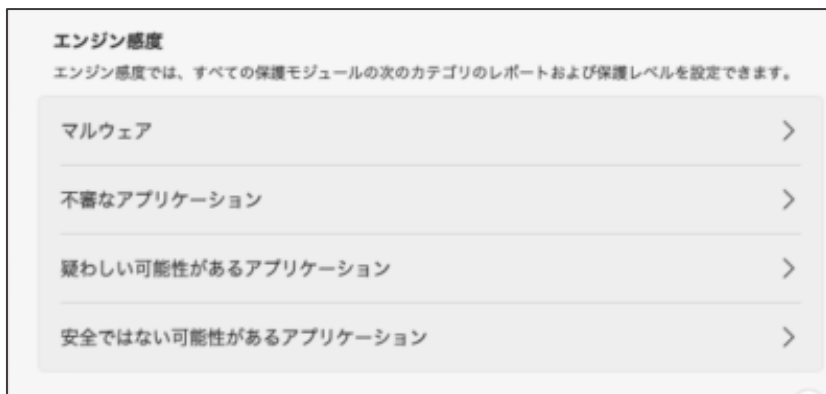 エンジン感度
エンジン感度では、すべての保護モジュールの次のカテゴリのレポートおよび保護レベルを設定できます。
マルウェア
不審なアプリケーション
疑わしい可能性があるアプリケーション
安全ではない可能性があるアプリケーション